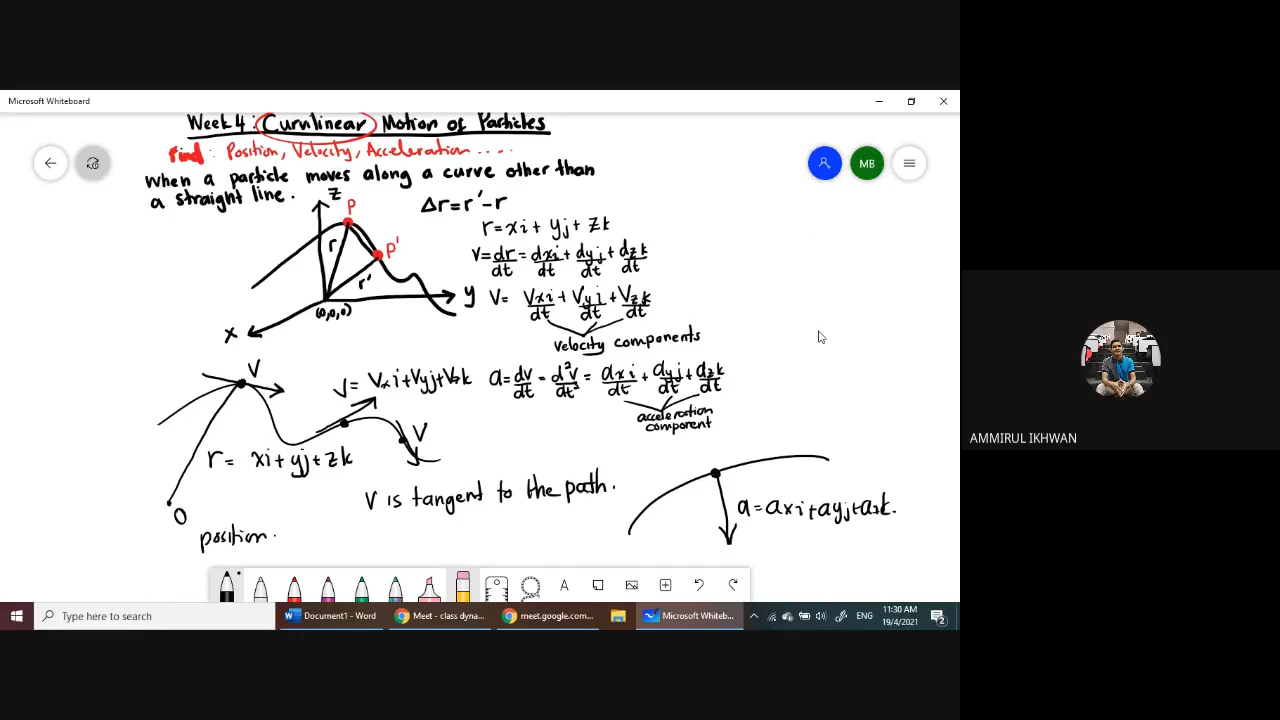 Microsoft Whiteboard
Week 4: Curvilinear Motion of Particles
Find: Position, Velocity, Acceleration.....
When a particle moves along a curve other than
a straight line.
z
P
Δr = r' - r
r = xi + yj + zk
r
P'
v = dr/dt = dxi/dt + dyj/dt + dzk/dt
r'
y
V = Vxi/dt + Vyj/dt + Vzk/dt
(0,0,0)
x
velocity components
V
V = Vxi + Vyj + Vzk
a = dv/dt = d²v/dt² = dxi/dt + dyj/dt + dzk/dt
acceleration
component
V
r = xi + yj + zk
V is tangent to the path.
a = axi + ayj + azk.
O
position.
MB
AMMIRUL IKHWAN
A
Type here to search
Document1 - Word
Meet - class dyna...
meet.google.com...
Microsoft Whiteb...
ENG
11:30 AM
19/4/2021
2